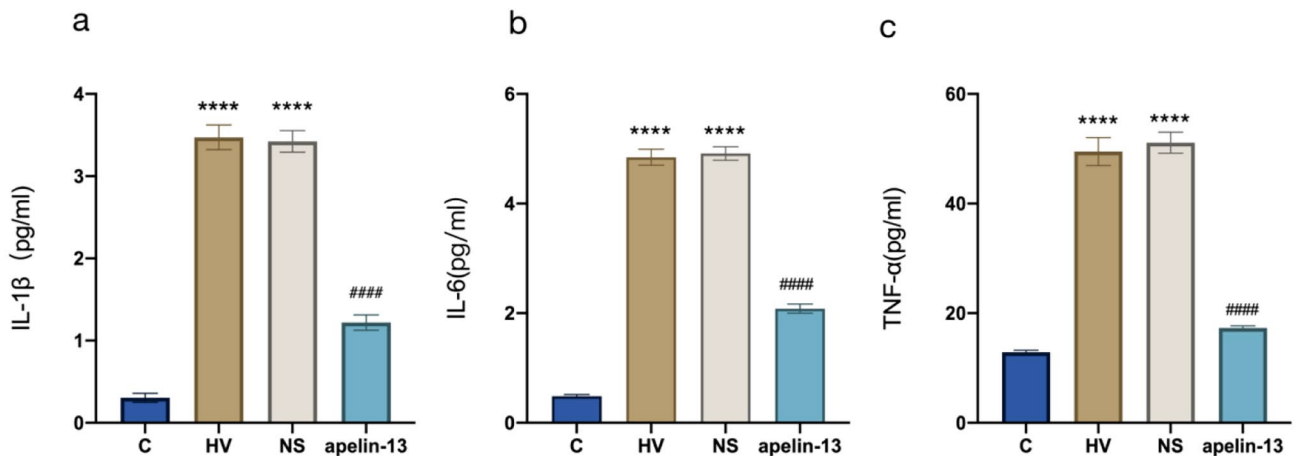 a
4
3
2
1
0
IL-1β (pg/ml)
**** ****
####
C HV NS apelin-13
b
6
4
2
0
IL-6(pg/ml)
**** ****
####
C HV NS apelin-13
c
60
40
20
0
TNF-α(pg/ml)
**** ****
####
C HV NS apelin-13